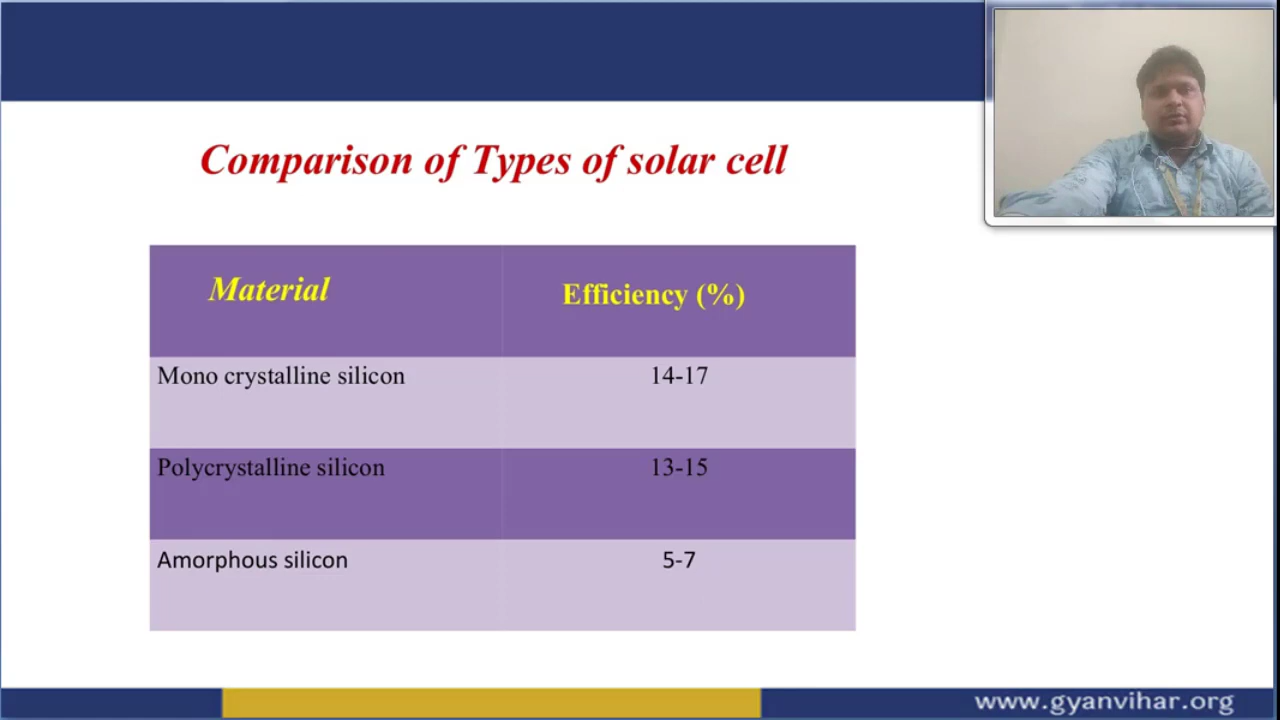 Comparison of Types of solar cell
Material Efficiency (%)
Mono crystalline silicon 14-17
Polycrystalline silicon 13-15
Amorphous silicon 5-7
www.gyanvihar.org